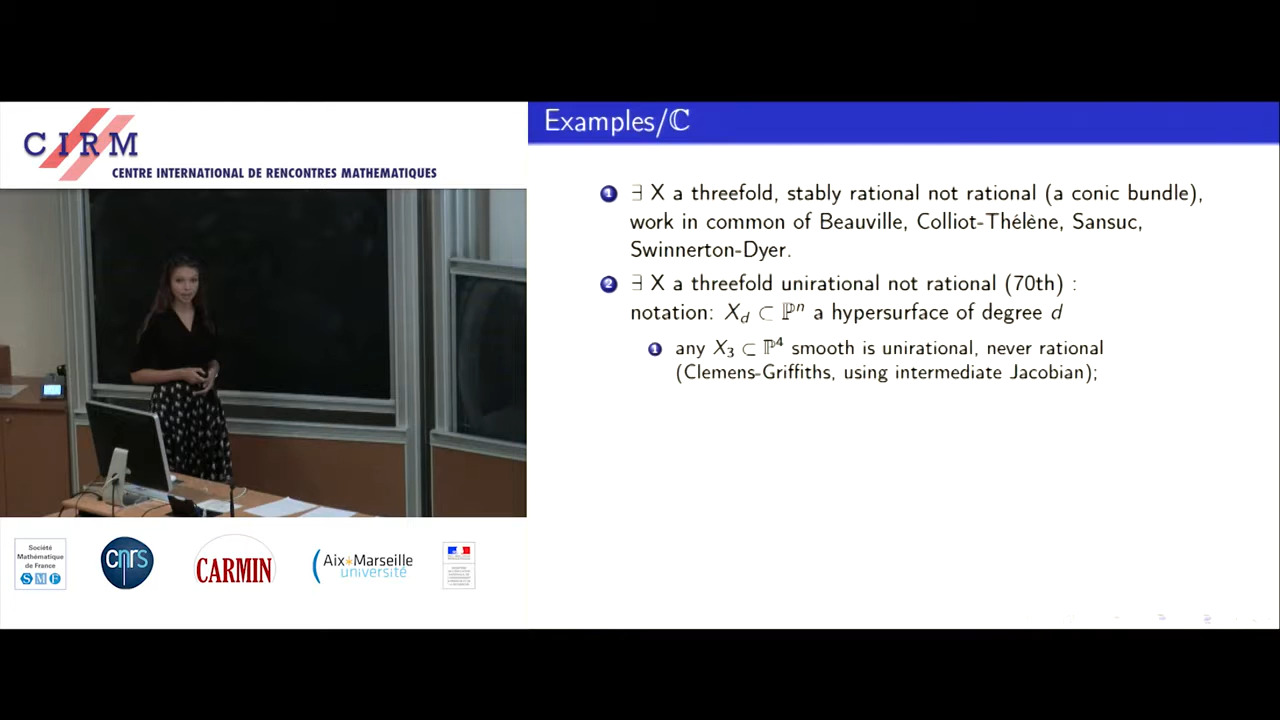 CIRM
CENTRE INTERNATIONAL DE RENCONTRES MATHEMATIQUES
Société
Mathématique
de France
SMF
cnrs
CARMIN
Aix*Marseille
université
Examples/ℂ
1 ∃ X a threefold, stably rational not rational (a conic bundle),
work in common of Beauville, Colliot-Thélène, Sansuc,
Swinnerton-Dyer.
2 ∃ X a threefold unirational not rational (70th) :
notation: X_d ⊂ ℙ^n a hypersurface of degree d
1 any X_3 ⊂ ℙ^4 smooth is unirational, never rational
(Clemens-Griffiths, using intermediate Jacobian);